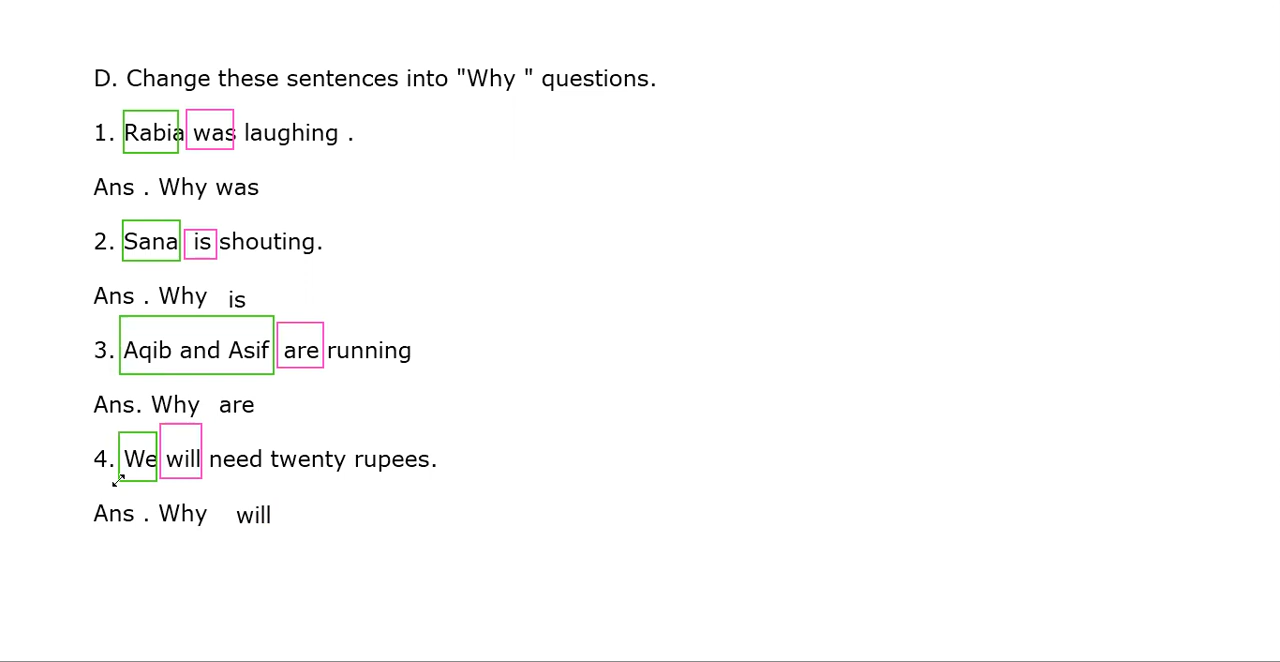 D. Change these sentences into "Why " questions.
1. Rabia was laughing .
Ans . Why was
2. Sana is shouting.
Ans . Why is
3. Aqib and Asif are running
Ans. Why are
4. We will need twenty rupees.
Ans . Why will